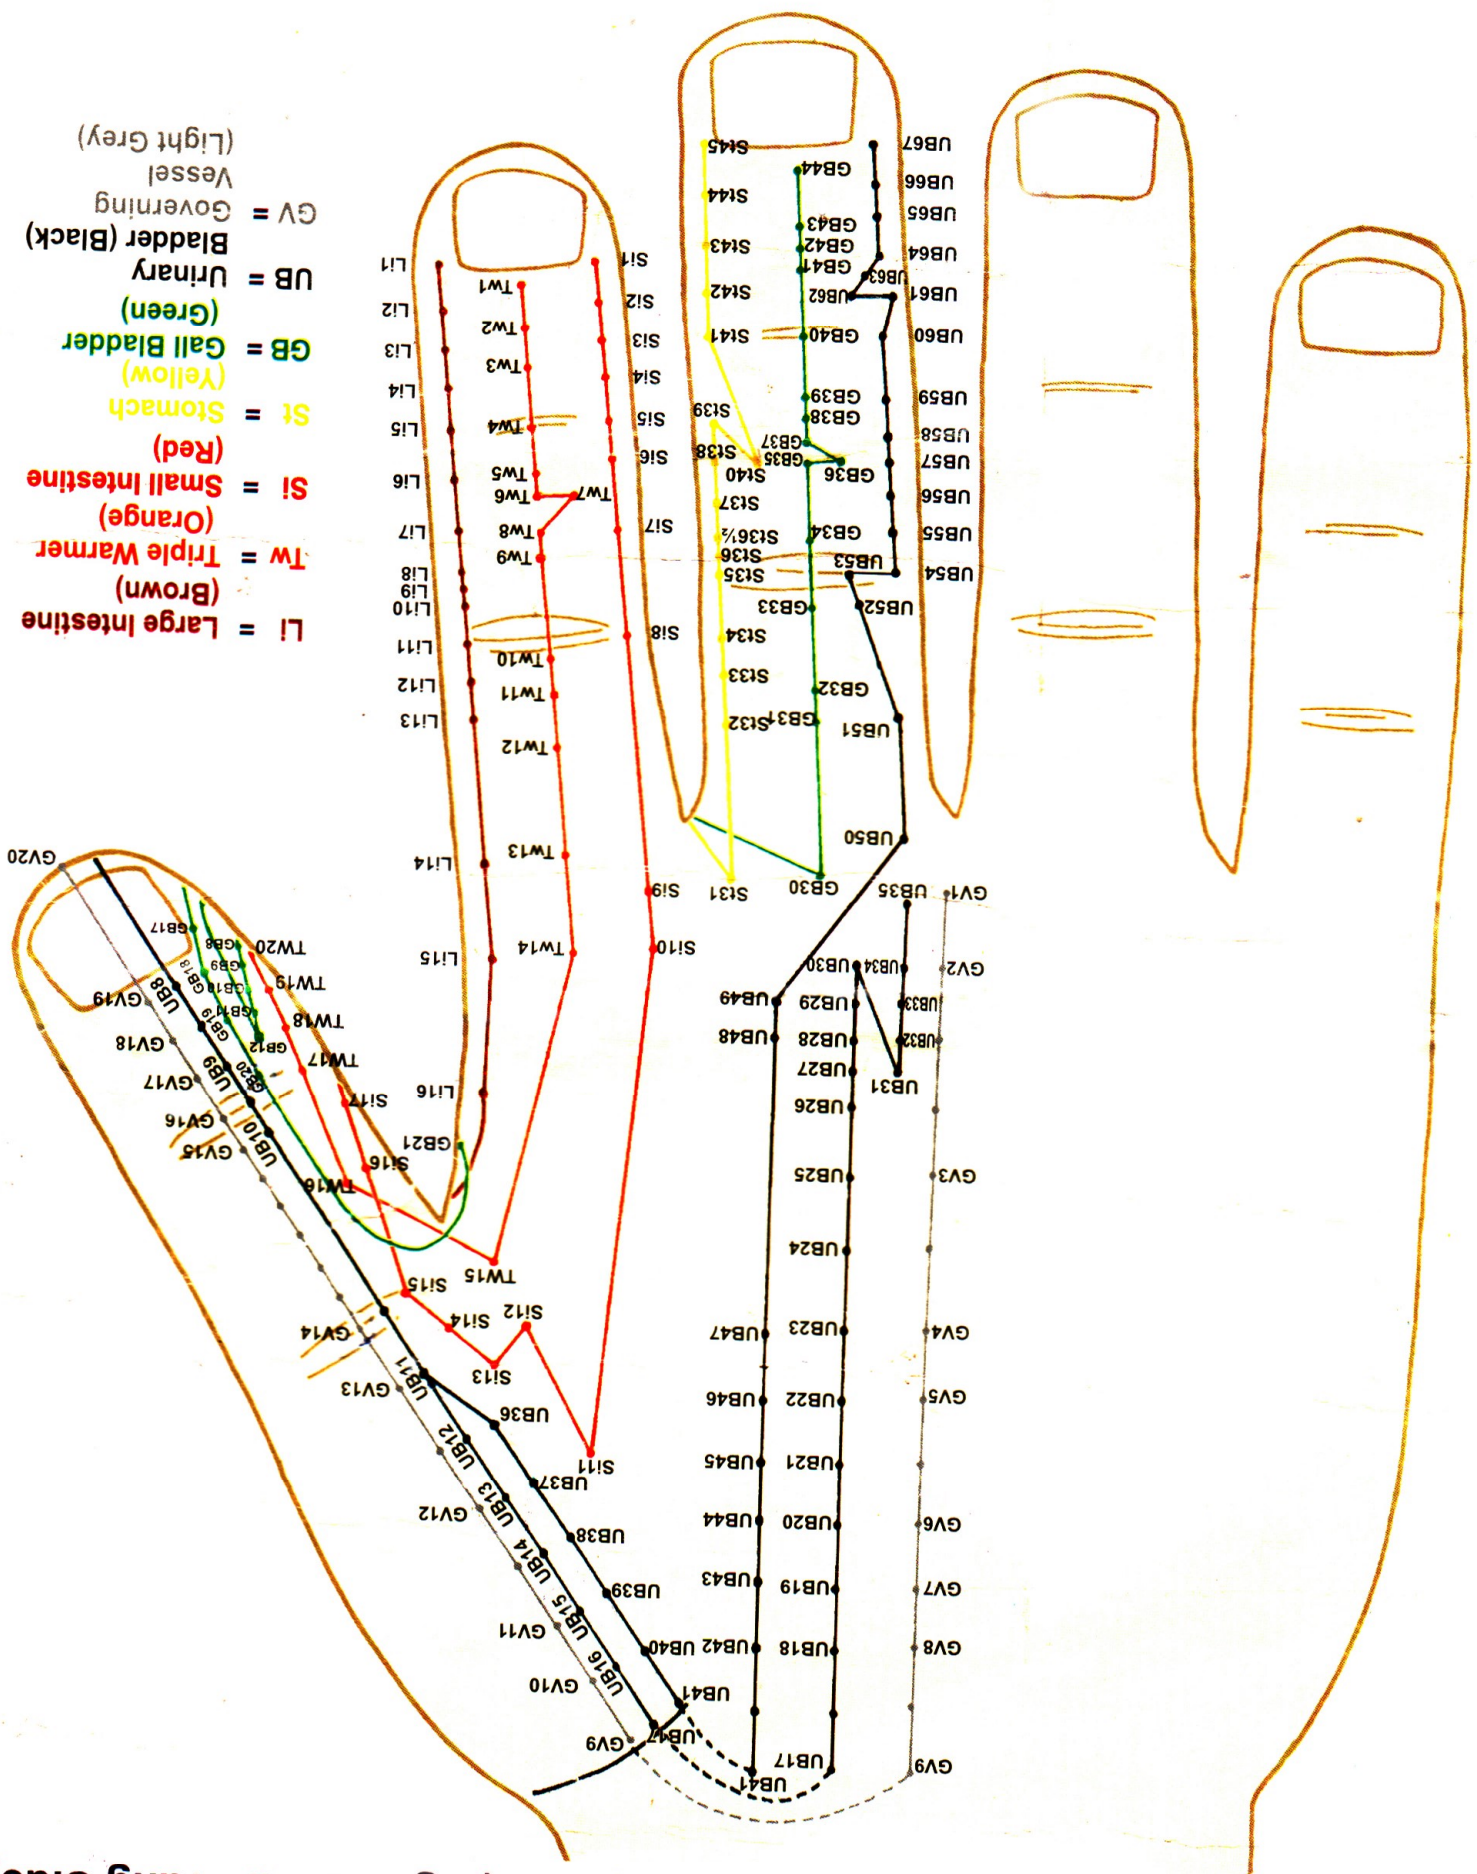 Li = Large Intestine
(Brown)
Tw = Triple Warmer
(Orange)
Si = Small Intestine
(Red)
St = Stomach
(Yellow)
GB = Gall Bladder
(Green)
UB = Urinary
Bladder (Black)
GV = Governing
Vessel
(Light Grey)
GV9
GV8
GV7
GV6
GV5
GV4
GV3
GV2
GV1
UB17
UB18
UB19
UB20
UB21
UB22
UB23
UB24
UB25
UB26
UB27
UB28
UB29
UB30
UB31
UB32
UB33
UB34
UB35
UB41
UB42
UB43
UB44
UB45
UB46
UB47
UB48
UB49
UB50
UB51
UB52
UB53
UB54
UB55
UB56
UB57
UB58
UB59
UB60
UB61
UB62
UB63
UB64
UB65
UB66
UB67
GB30
GB31
GB32
GB33
GB34
GB35
GB36
GB37
GB38
GB39
GB40
GB41
GB42
GB43
GB44
St31
St32
St33
St34
St35
St36
St36½
St37
St38
St39
St40
St41
St42
St43
St44
St45
Si1
Si2
Si3
Si4
Si5
Si6
Si7
Si8
Si9
Si10
Si11
Si12
Si13
Si14
Si15
Si16
Si17
Tw1
Tw2
Tw3
Tw4
Tw5
Tw6
Tw7
Tw8
Tw9
Tw10
Tw11
Tw12
Tw13
Tw14
TW15
TW16
TW17
TW18
TW19
TW20
Li1
Li2
Li3
Li4
Li5
Li6
Li7
Li8
Li9
Li10
Li11
Li12
Li13
Li14
Li15
Li16
GB21
GB20
GB19
GB18
GB17
GB12
GB11
GB10
GB9
GB8
UB41
UB40
UB39
UB38
UB37
UB36
UB17
UB16
UB15
UB14
UB13
UB12
UB11
UB10
UB9
UB8
GV9
GV10
GV11
GV12
GV13
GV14
GV15
GV16
GV17
GV18
GV19
GV20